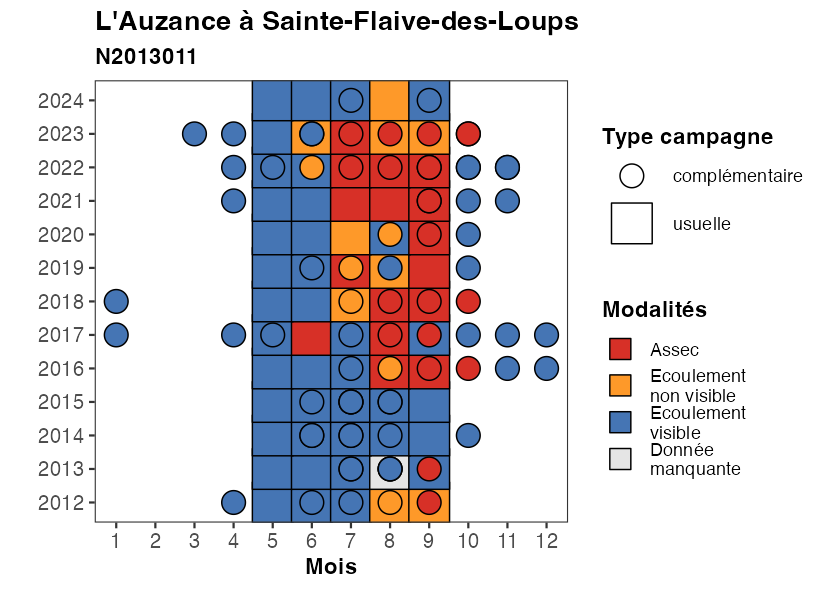 L'Auzance à Sainte-Flaive-des-Loups
N2013011
2024
2023
2022
2021
2020
2019
2018
2017
2016
2015
2014
2013
2012
1 2 3 4 5 6 7 8 9 10 11 12
Mois
Type campagne
complémentaire
usuelle
Modalités
Assec
Ecoulement
non visible
Ecoulement
visible
Donnée
manquante